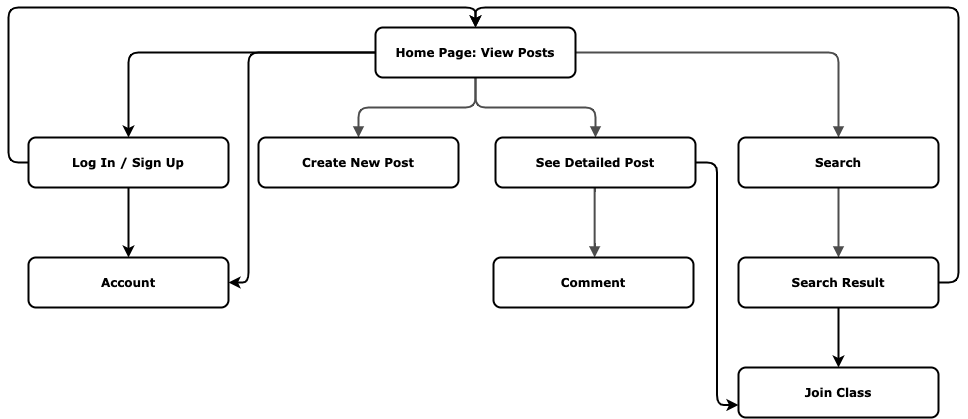 Home Page: View Posts
Log In / Sign Up
Create New Post
See Detailed Post
Search
Account
Comment
Search Result
Join Class